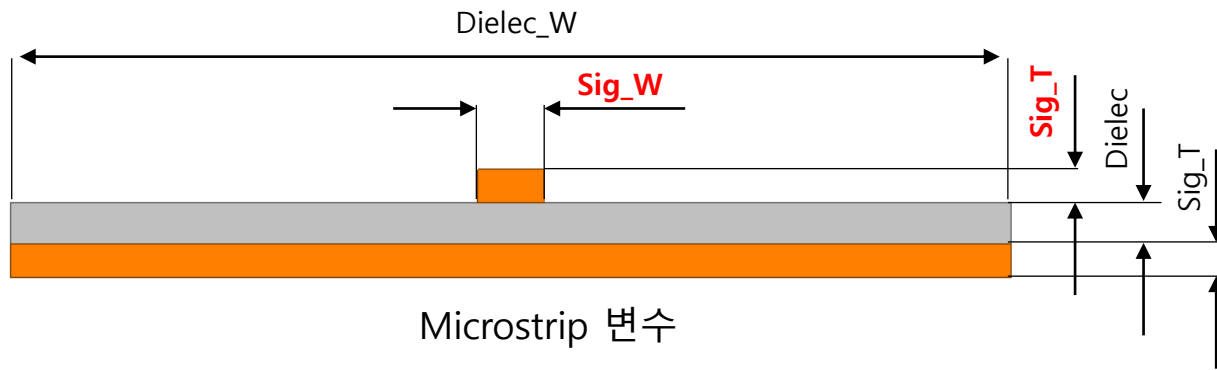 Dielec_W
Sig_W
Sig_T
Dielec
Sig_T
Microstrip 변수